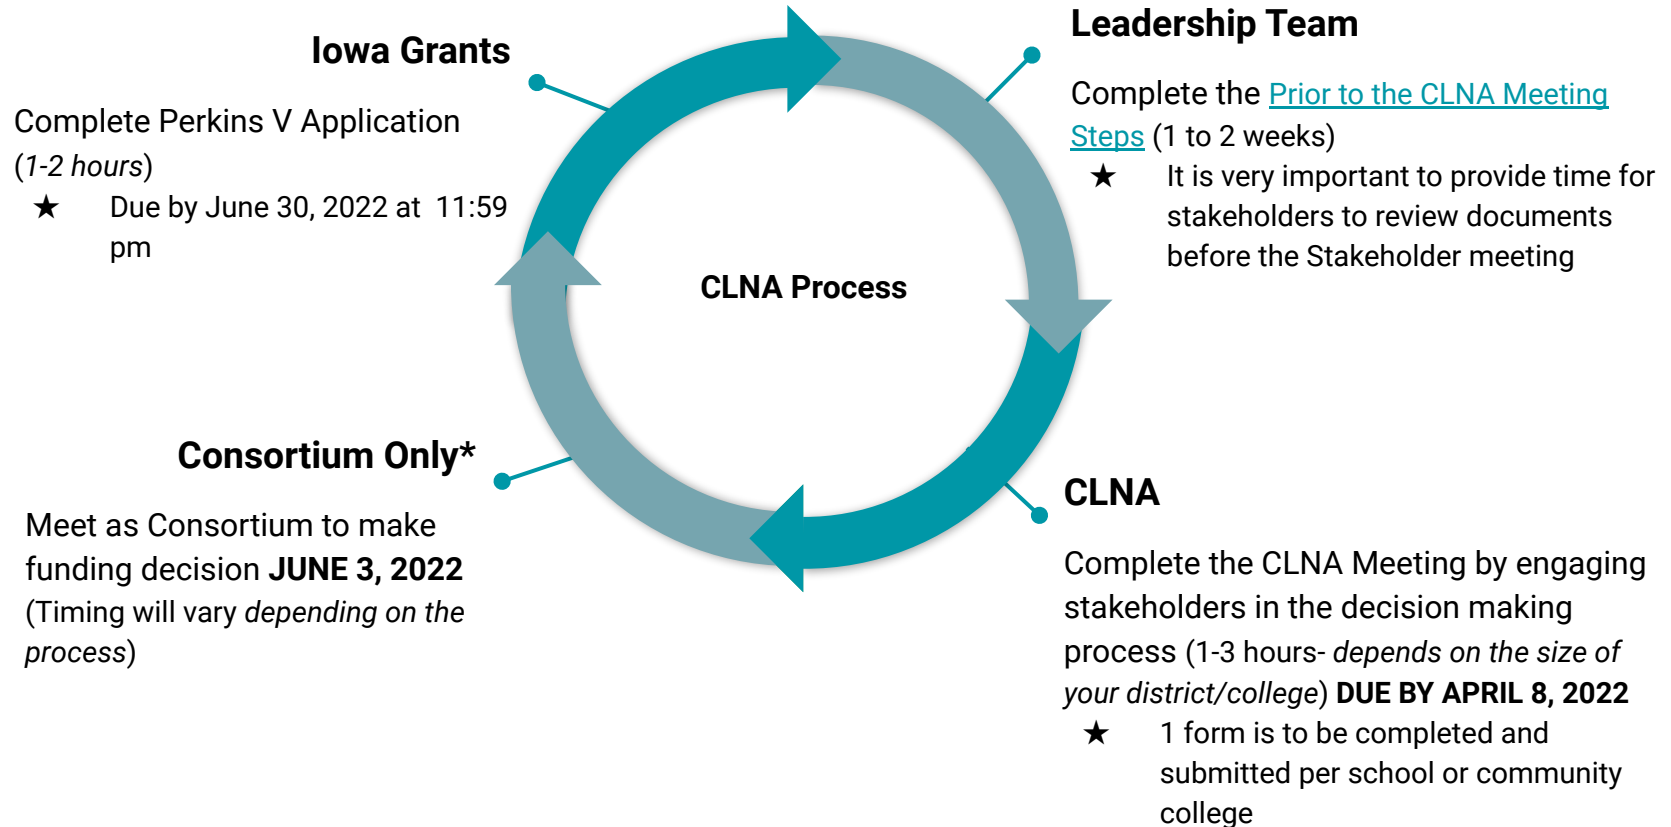 Iowa Grants
Complete Perkins V Application
(1-2 hours)
★ Due by June 30, 2022 at  11:59
pm
Leadership Team
Complete the Prior to the CLNA Meeting
Steps (1 to 2 weeks)
★ It is very important to provide time for
stakeholders to review documents
before the Stakeholder meeting
CLNA Process
Consortium Only*
Meet as Consortium to make
funding decision JUNE 3, 2022
(Timing will vary depending on the
process)
CLNA
Complete the CLNA Meeting by engaging
stakeholders in the decision making
process (1-3 hours- depends on the size of
your district/college) DUE BY APRIL 8, 2022
★ 1 form is to be completed and
submitted per school or community
college